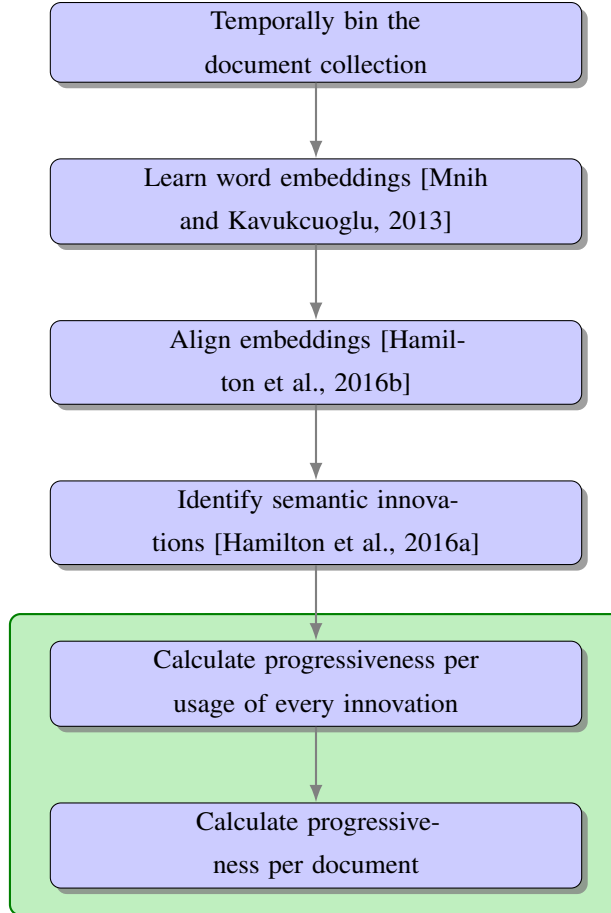 Temporally bin the
document collection
Learn word embeddings [Mnih
and Kavukcuoglu, 2013]
Align embeddings [Hamil-
ton et al., 2016b]
Identify semantic innova-
tions [Hamilton et al., 2016a]
Calculate progressiveness per
usage of every innovation
Calculate progressive-
ness per document